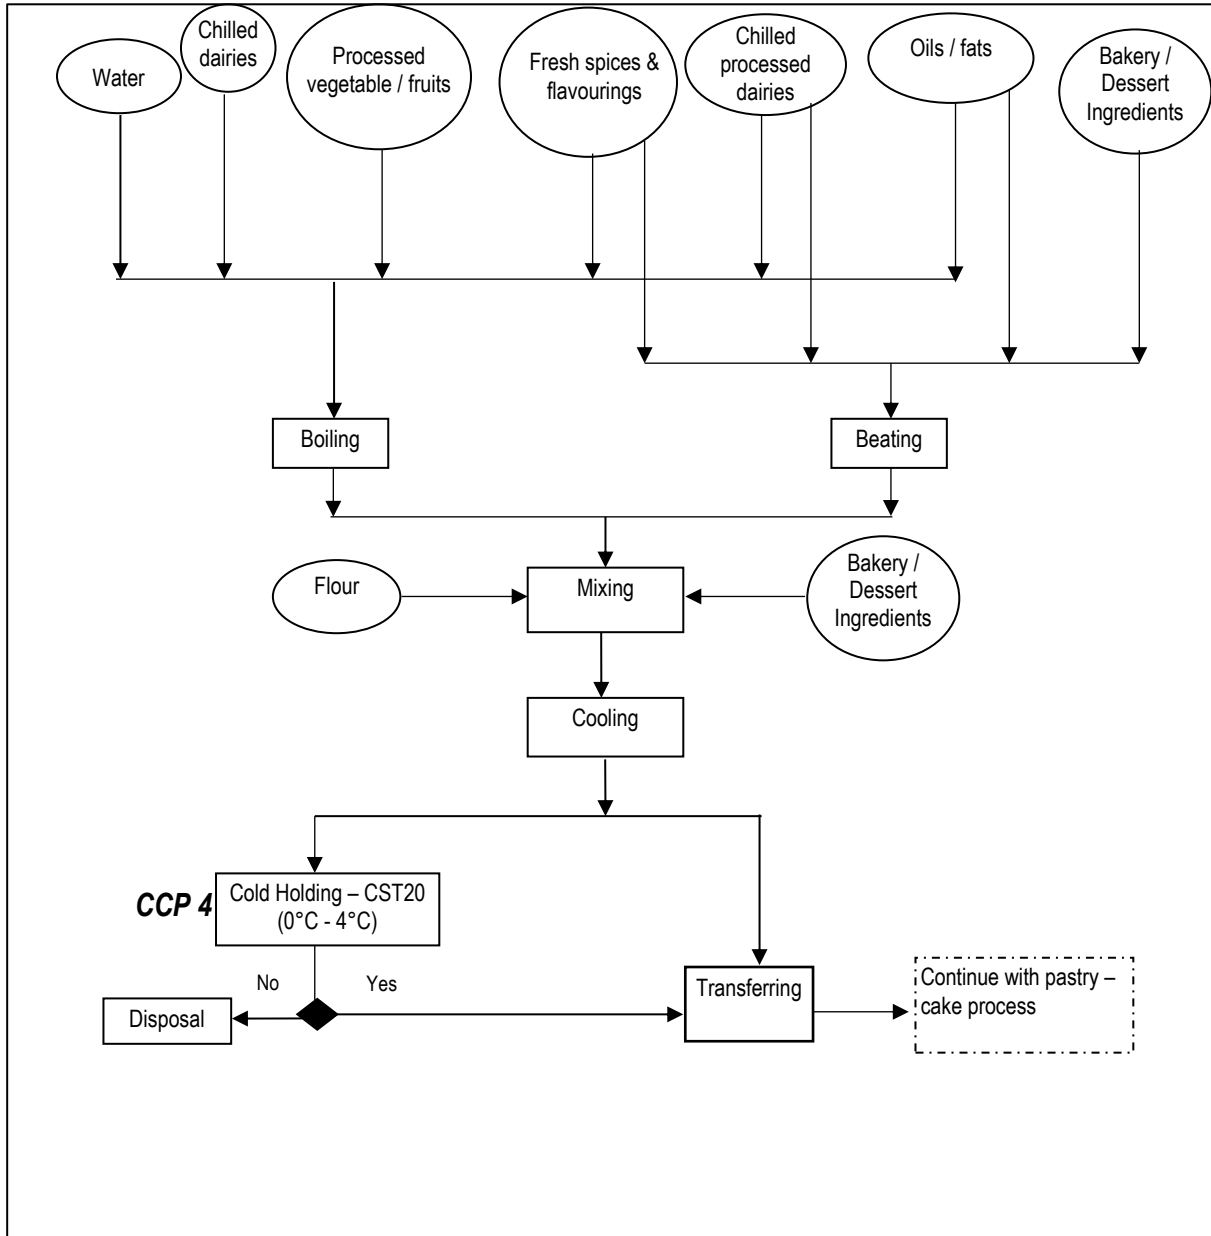 Water
Chilled
dairies
Processed
vegetable / fruits
Fresh spices &
flavourings
Chilled
processed
dairies
Oils / fats
Bakery /
Dessert
Ingredients
Boiling
Beating
Flour
Mixing
Bakery /
Dessert
Ingredients
Cooling
CCP 4
Cold Holding – CST20
(0°C - 4°C)
No
Yes
Disposal
Transferring
Continue with pastry –
cake process